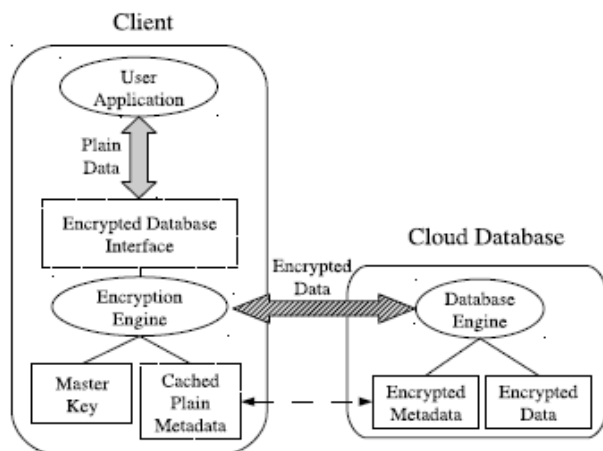 Client
User
Application
Plain
Data
Encrypted Database
Interface
Encryption
Engine
Master
Key
Cached
Plain
Metadata
Encrypted
Data
Cloud Database
Database
Engine
Encrypted
Metadata
Encrypted
Data